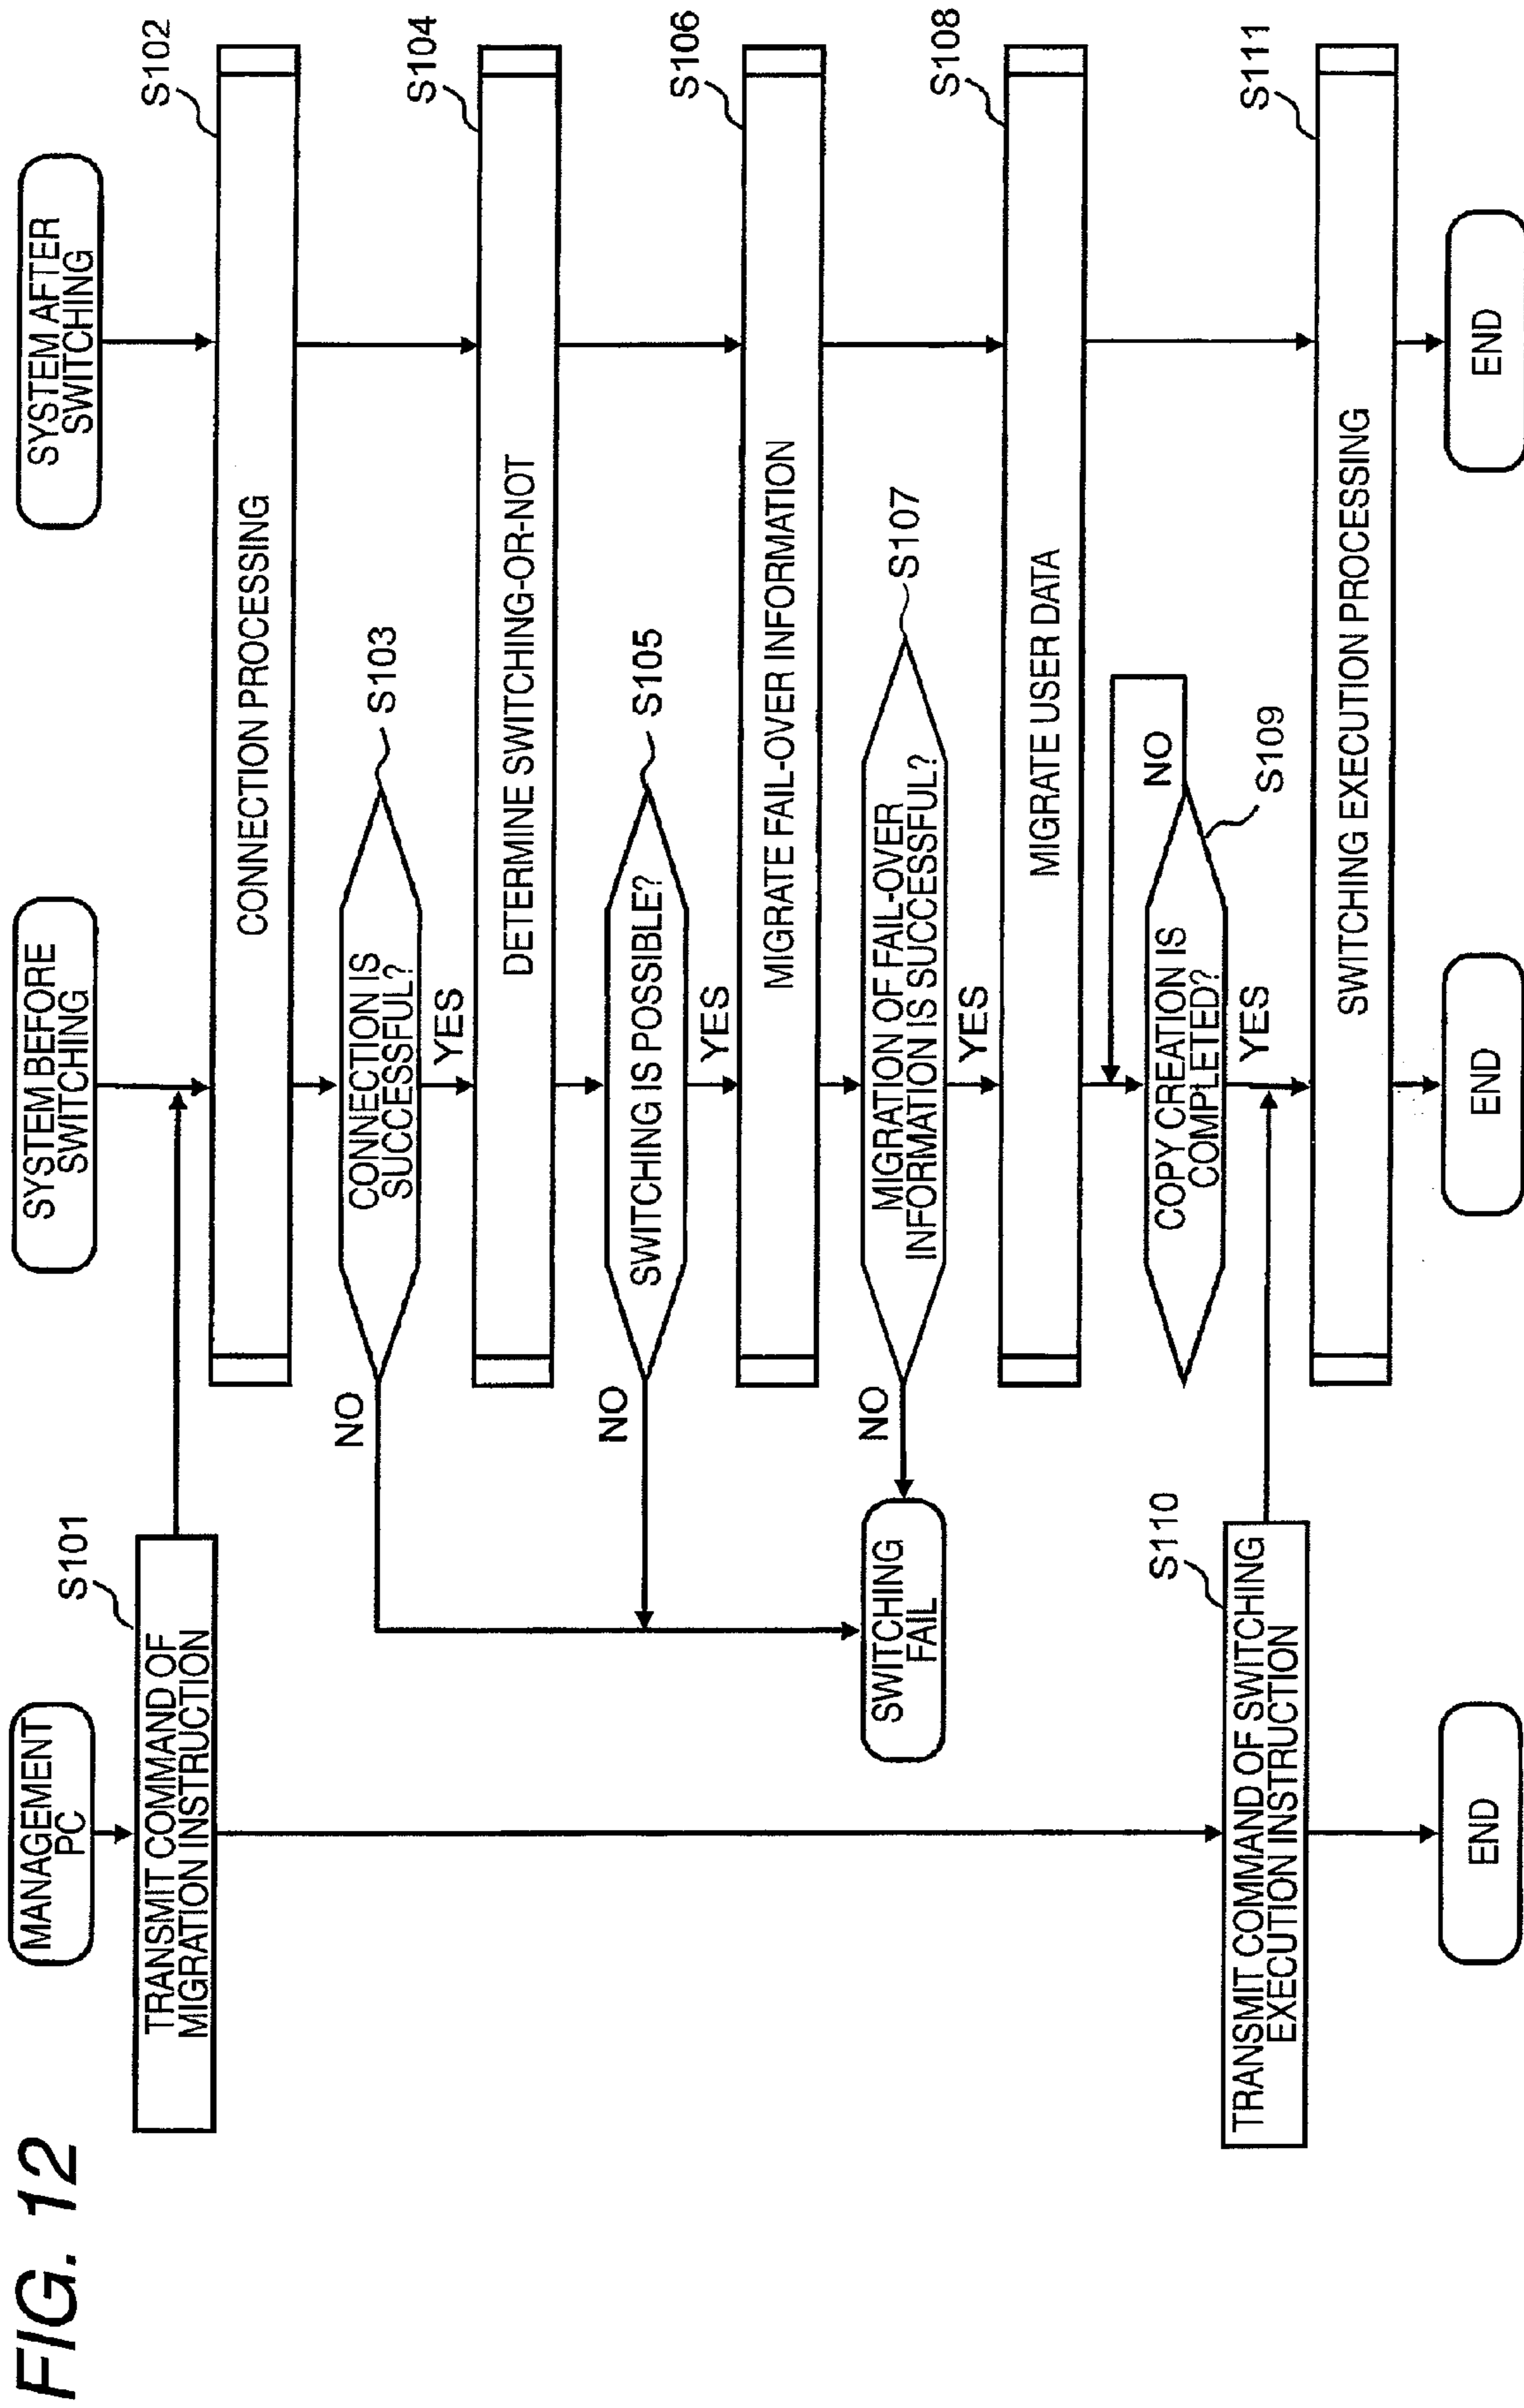 FIG. 12
MANAGEMENT
PC
SYSTEM BEFORE
SWITCHING
SYSTEM AFTER
SWITCHING
S101
TRANSMIT COMMAND OF
MIGRATION INSTRUCTION
S102
CONNECTION PROCESSING
S103
CONNECTION IS
SUCCESSFUL?
NO
YES
S104
DETERMINE SWITCHING-OR-NOT
S105
SWITCHING IS POSSIBLE?
NO
YES
S106
MIGRATE FAIL-OVER INFORMATION
S107
MIGRATION OF FAIL-OVER
INFORMATION IS SUCCESSFUL?
NO
SWITCHING
FAIL
YES
S108
MIGRATE USER DATA
NO
S109
COPY CREATION IS
COMPLETED?
YES
S110
TRANSMIT COMMAND OF SWITCHING
EXECUTION INSTRUCTION
S111
SWITCHING EXECUTION PROCESSING
END
END
END